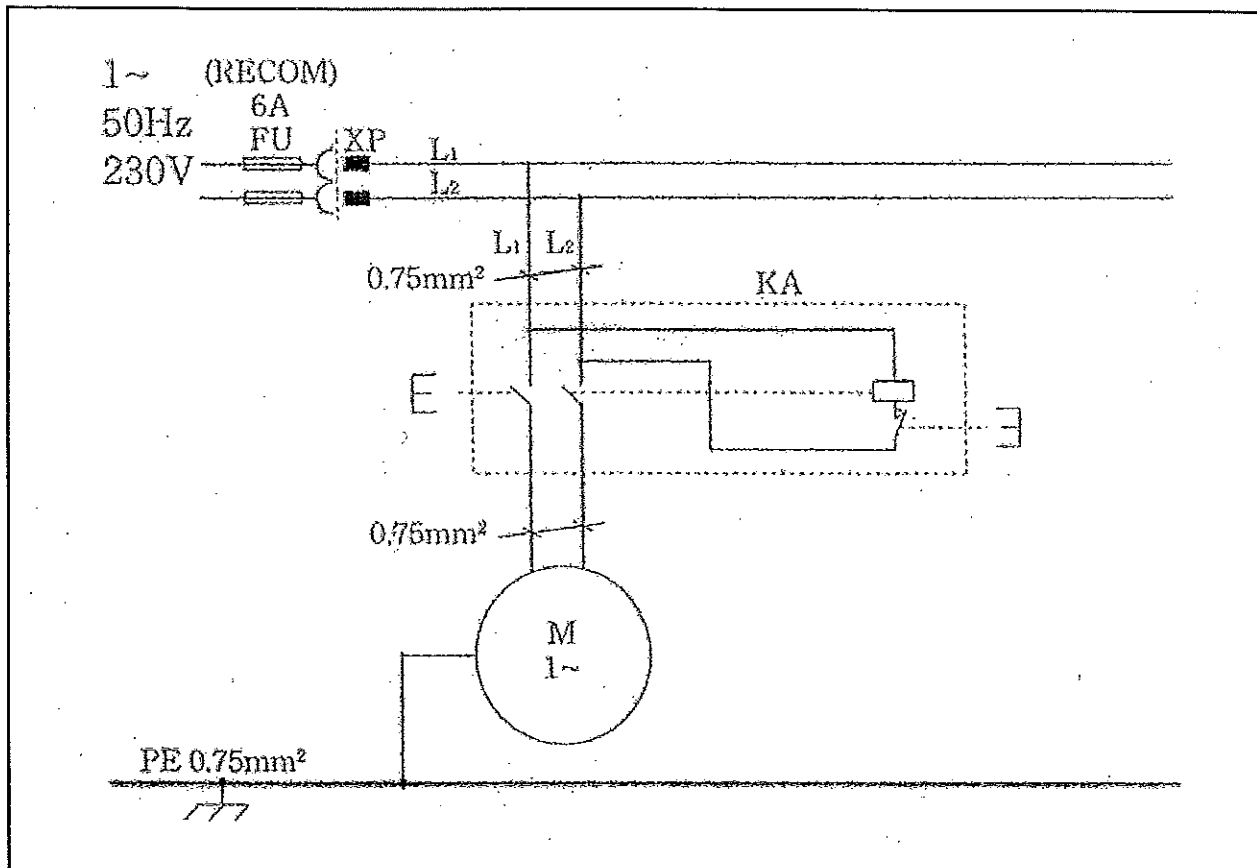 1~ (RECOM)
50Hz 6A
230V FU XP
L₁
L₂
L₁ L₂
0.75mm²
KA
0.75mm²
M
1~
PE 0.75mm²